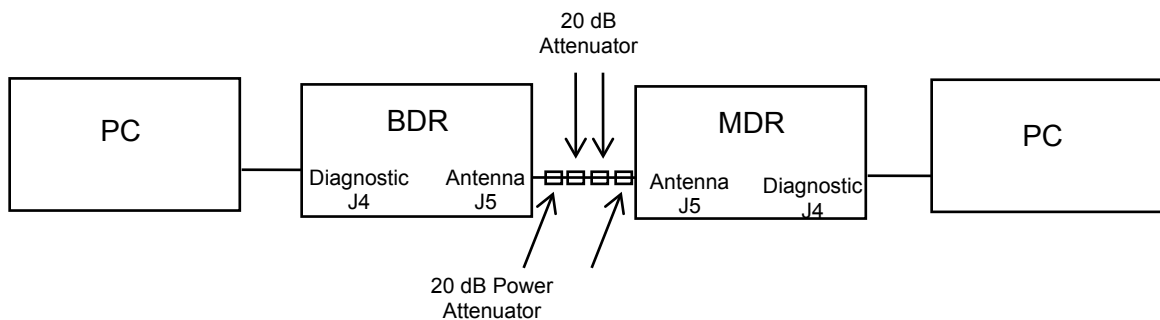 20 dB
Attenuator
PC
BDR
MDR
PC
Diagnostic
J4
Antenna
J5
Antenna
J5
Diagnostic
J4
20 dB Power
Attenuator